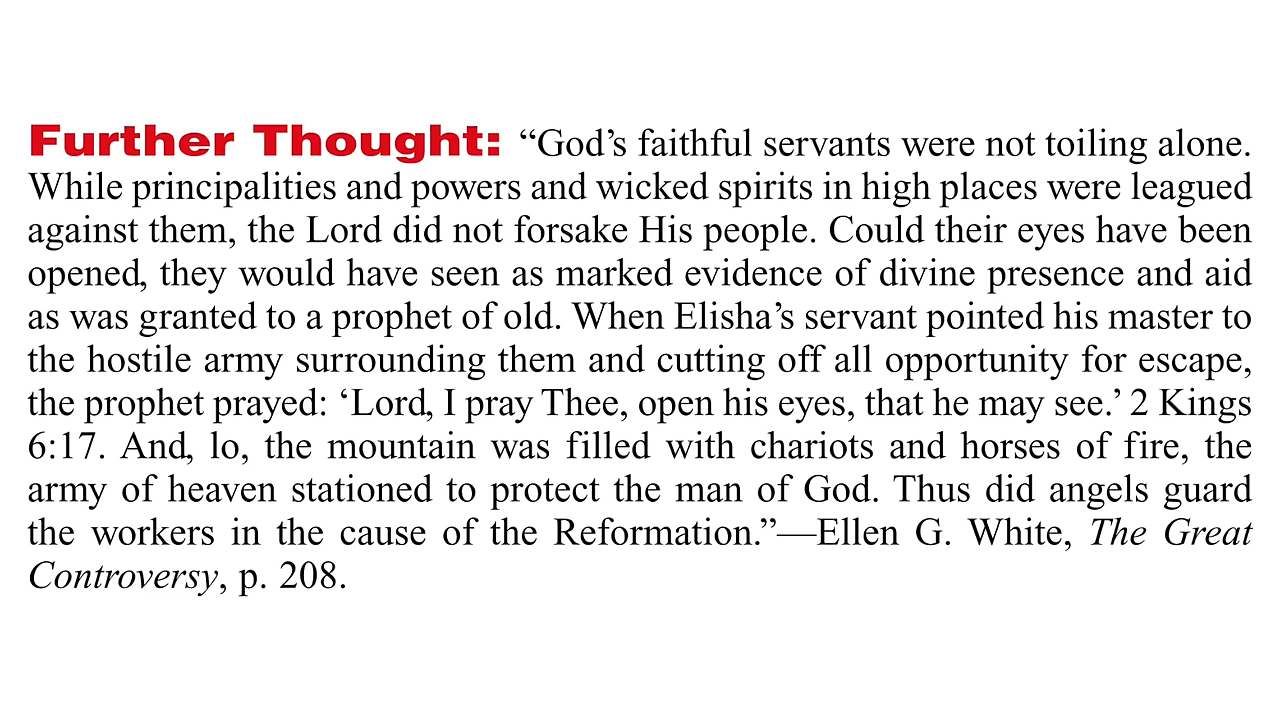 Further Thought: “God’s faithful servants were not toiling alone.
While principalities and powers and wicked spirits in high places were leagued
against them, the Lord did not forsake His people. Could their eyes have been
opened, they would have seen as marked evidence of divine presence and aid
as was granted to a prophet of old. When Elisha’s servant pointed his master to
the hostile army surrounding them and cutting off all opportunity for escape,
the prophet prayed: ‘Lord, I pray Thee, open his eyes, that he may see.’ 2 Kings
6:17. And, lo, the mountain was filled with chariots and horses of fire, the
army of heaven stationed to protect the man of God. Thus did angels guard
the workers in the cause of the Reformation.”—Ellen G. White, The Great
Controversy, p. 208.